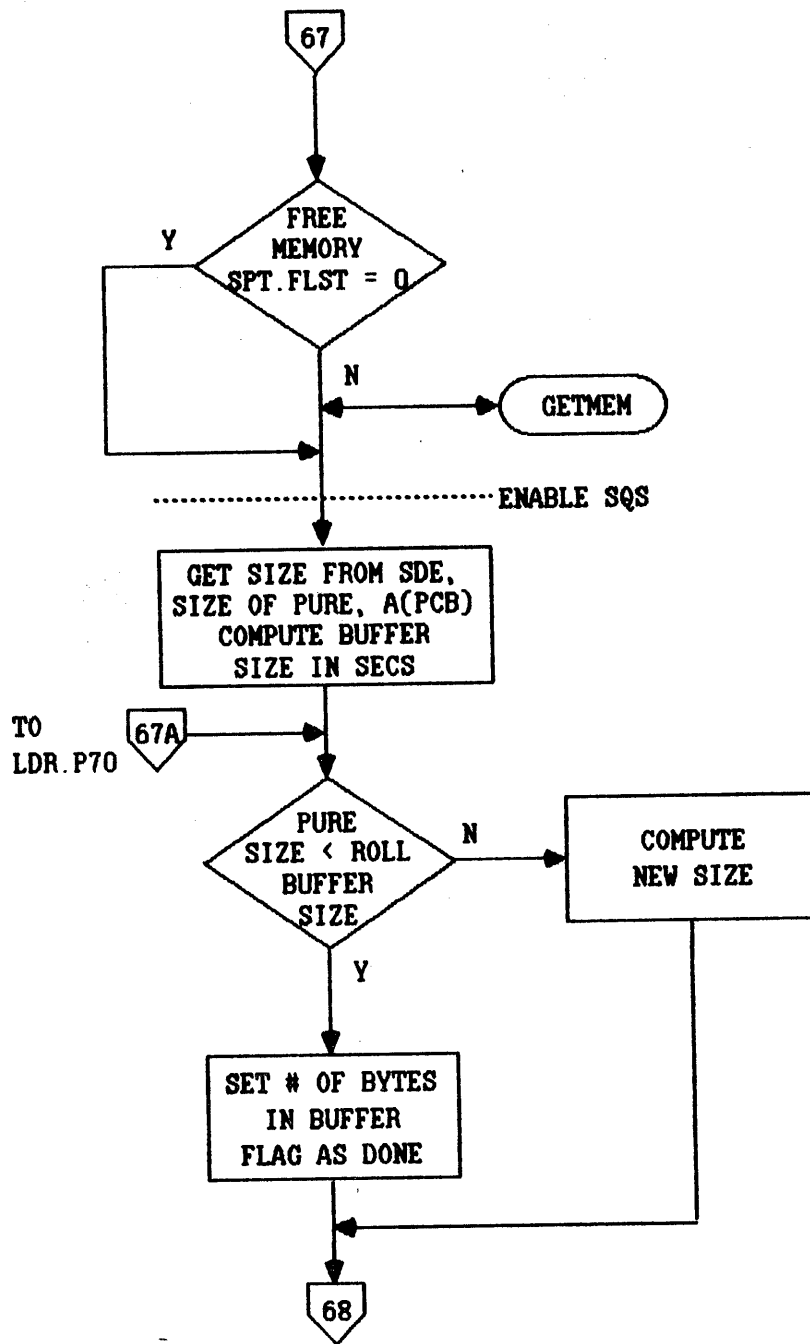 67
FREE
MEMORY
SPT.FLST = 0
Y
N
GETMEM
ENABLE SQS
GET SIZE FROM SDE,
SIZE OF PURE, A(PCB)
COMPUTE BUFFER
SIZE IN SECS
TO
LDR.P70
67A
PURE
SIZE < ROLL
BUFFER
SIZE
N
COMPUTE
NEW SIZE
Y
SET # OF BYTES
IN BUFFER
FLAG AS DONE
68